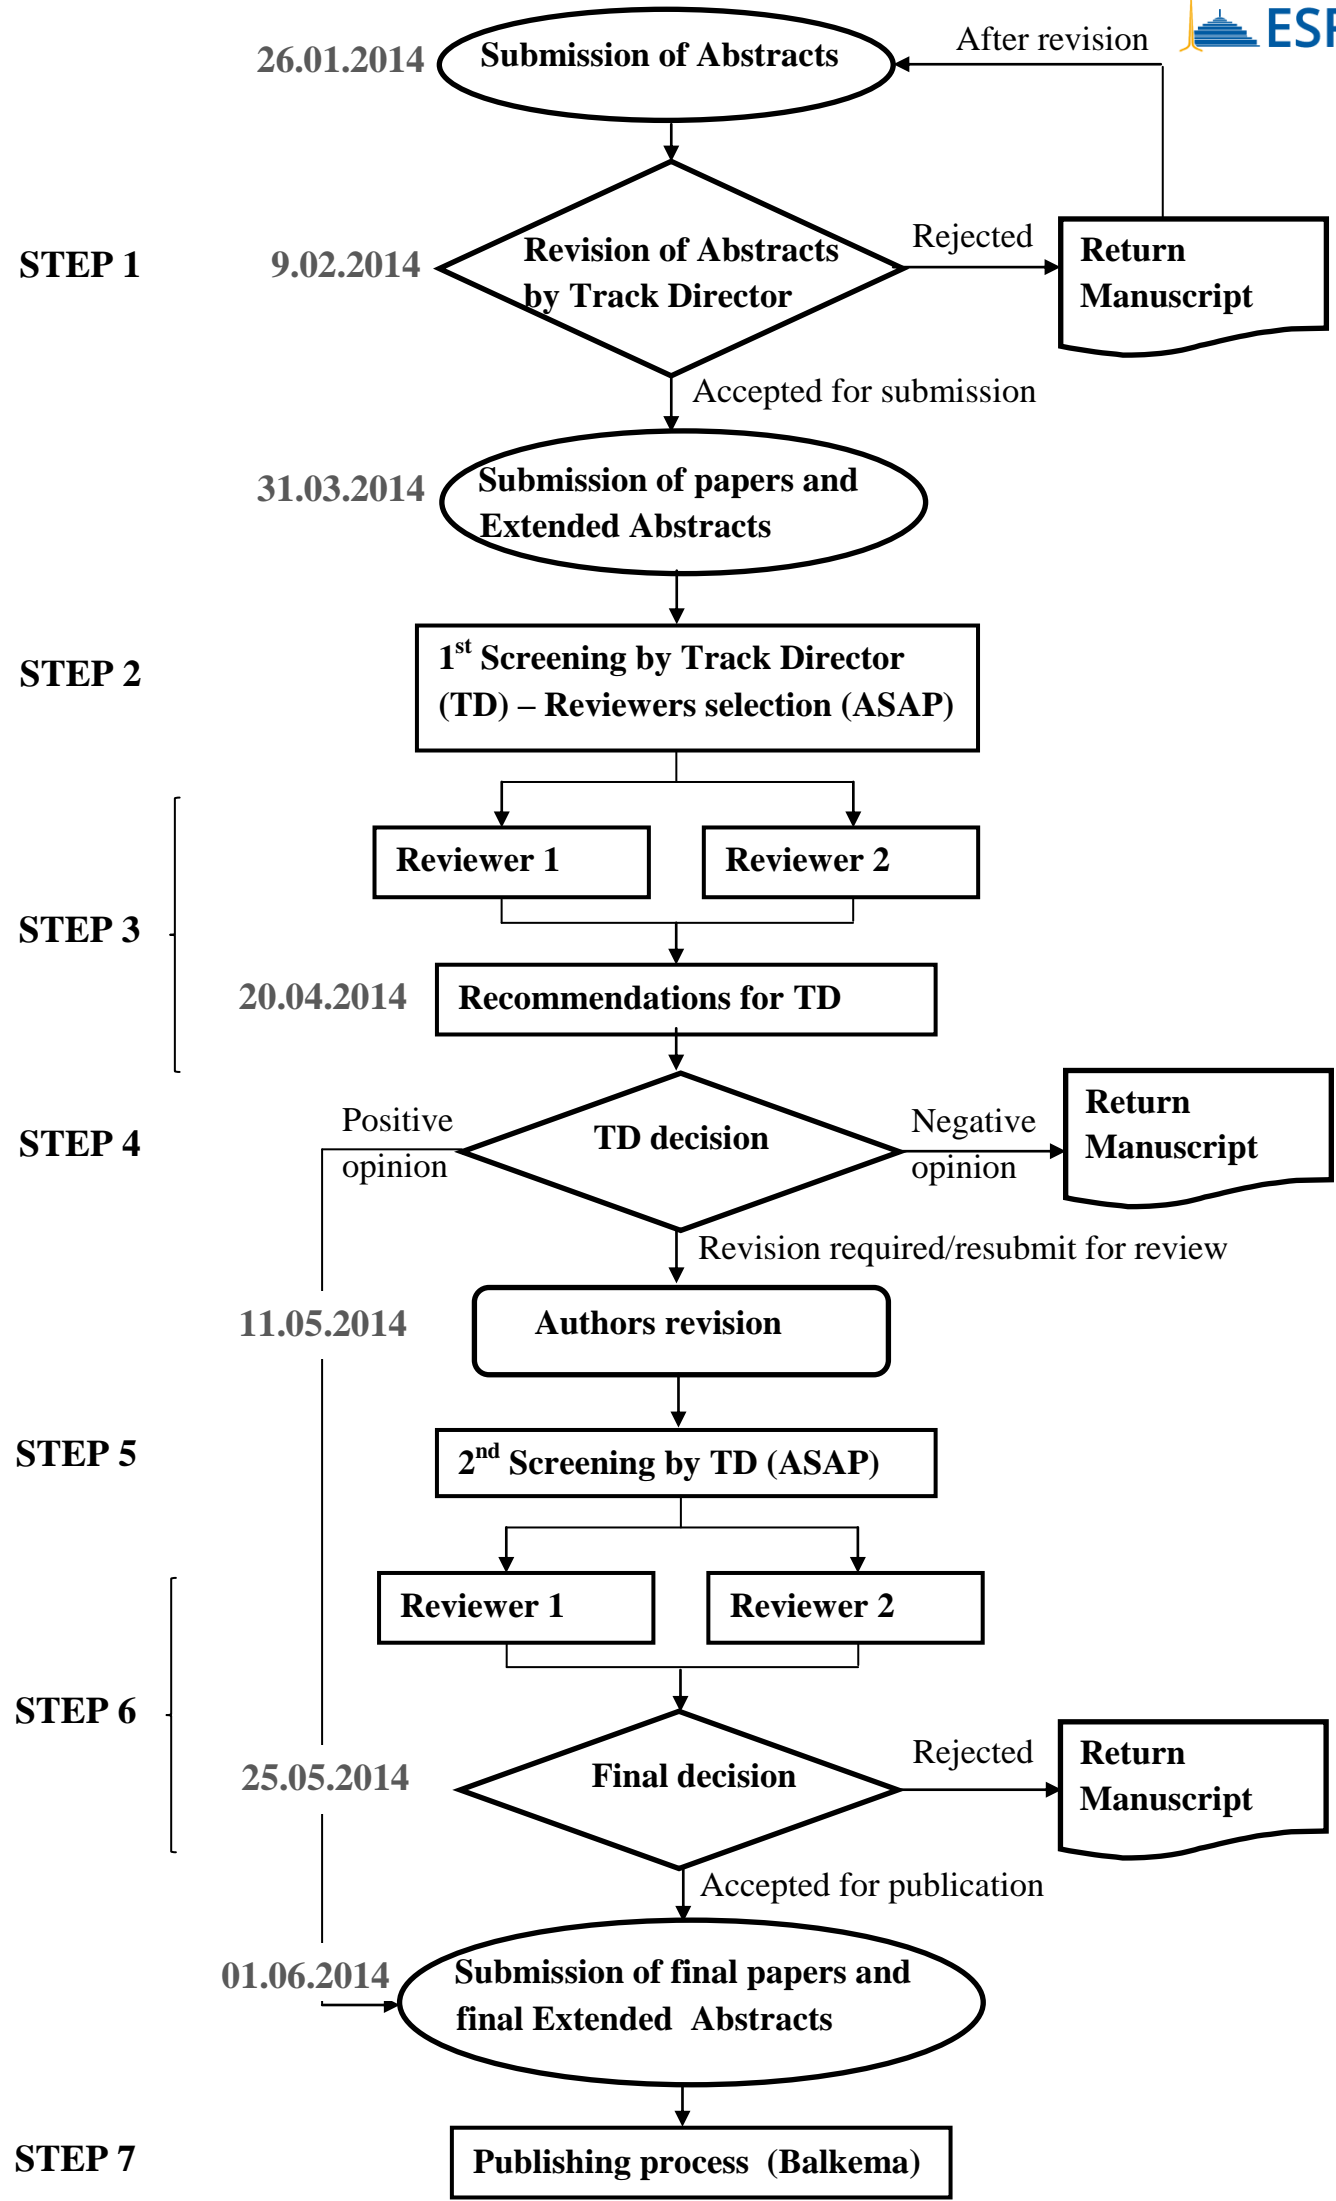 ESR
After revision
26.01.2014
Submission of Abstracts
STEP 1
9.02.2014
Revision of Abstracts
by Track Director
Rejected
Return
Manuscript
Accepted for submission
31.03.2014
Submission of papers and
Extended Abstracts
STEP 2
1st Screening by Track Director
(TD) – Reviewers selection (ASAP)
Reviewer 1
Reviewer 2
STEP 3
20.04.2014
Recommendations for TD
STEP 4
Positive
opinion
TD decision
Negative
opinion
Return
Manuscript
Revision required/resubmit for review
11.05.2014
Authors revision
STEP 5
2nd Screening by TD (ASAP)
Reviewer 1
Reviewer 2
STEP 6
25.05.2014
Final decision
Rejected
Return
Manuscript
Accepted for publication
01.06.2014
Submission of final papers and
final Extended Abstracts
STEP 7
Publishing process (Balkema)